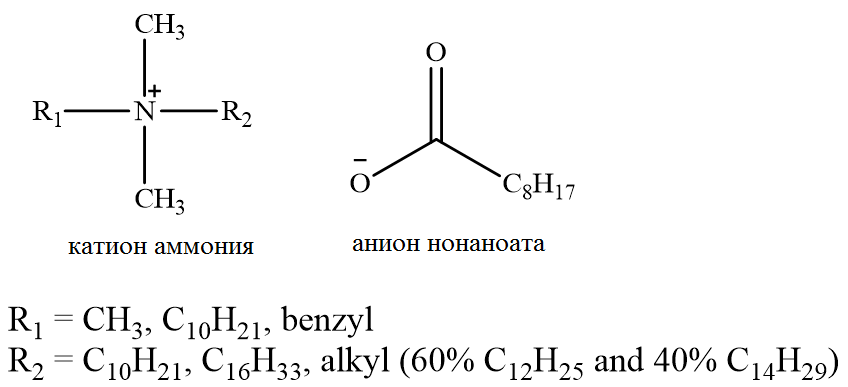 CH3
R1 N + R2
CH3
O
− O C8H17
катион аммония анион нонаноата
R1 = CH3, C10H21, benzyl
R2 = C10H21, C16H33, alkyl (60% C12H25 and 40% C14H29)